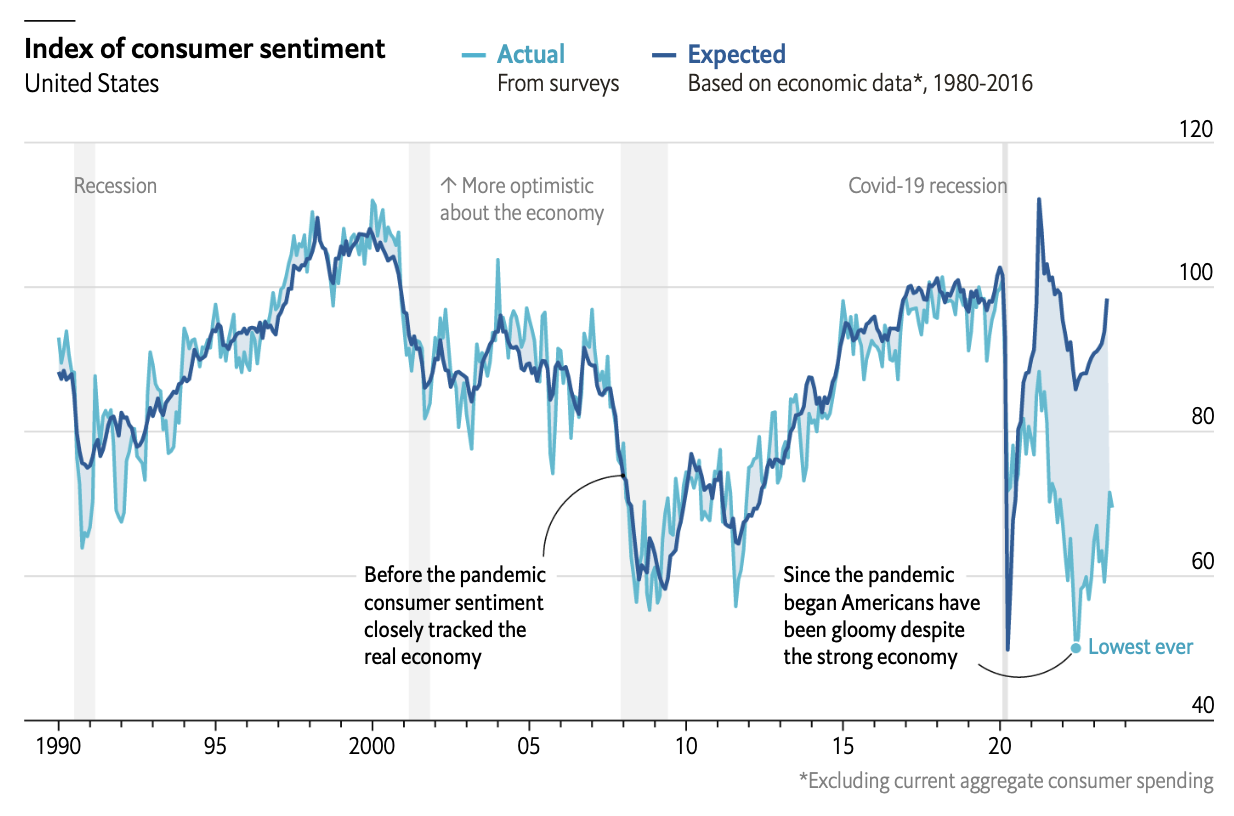 Index of consumer sentiment
United States
Actual
From surveys
Expected
Based on economic data*, 1980-2016
120
Recession
↑ More optimistic
about the economy
Covid-19 recession
100
80
60
Before the pandemic
consumer sentiment
closely tracked the
real economy
Since the pandemic
began Americans have
been gloomy despite
the strong economy
Lowest ever
40
1990
95
2000
05
10
15
20
*Excluding current aggregate consumer spending